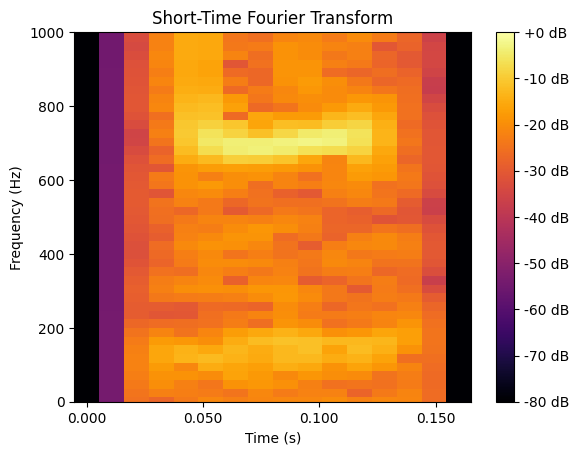 Short-Time Fourier Transform
1000
800
600
400
200
0
Frequency (Hz)
0.000
0.050
0.100
0.150
Time (s)
+0 dB
-10 dB
-20 dB
-30 dB
-40 dB
-50 dB
-60 dB
-70 dB
-80 dB